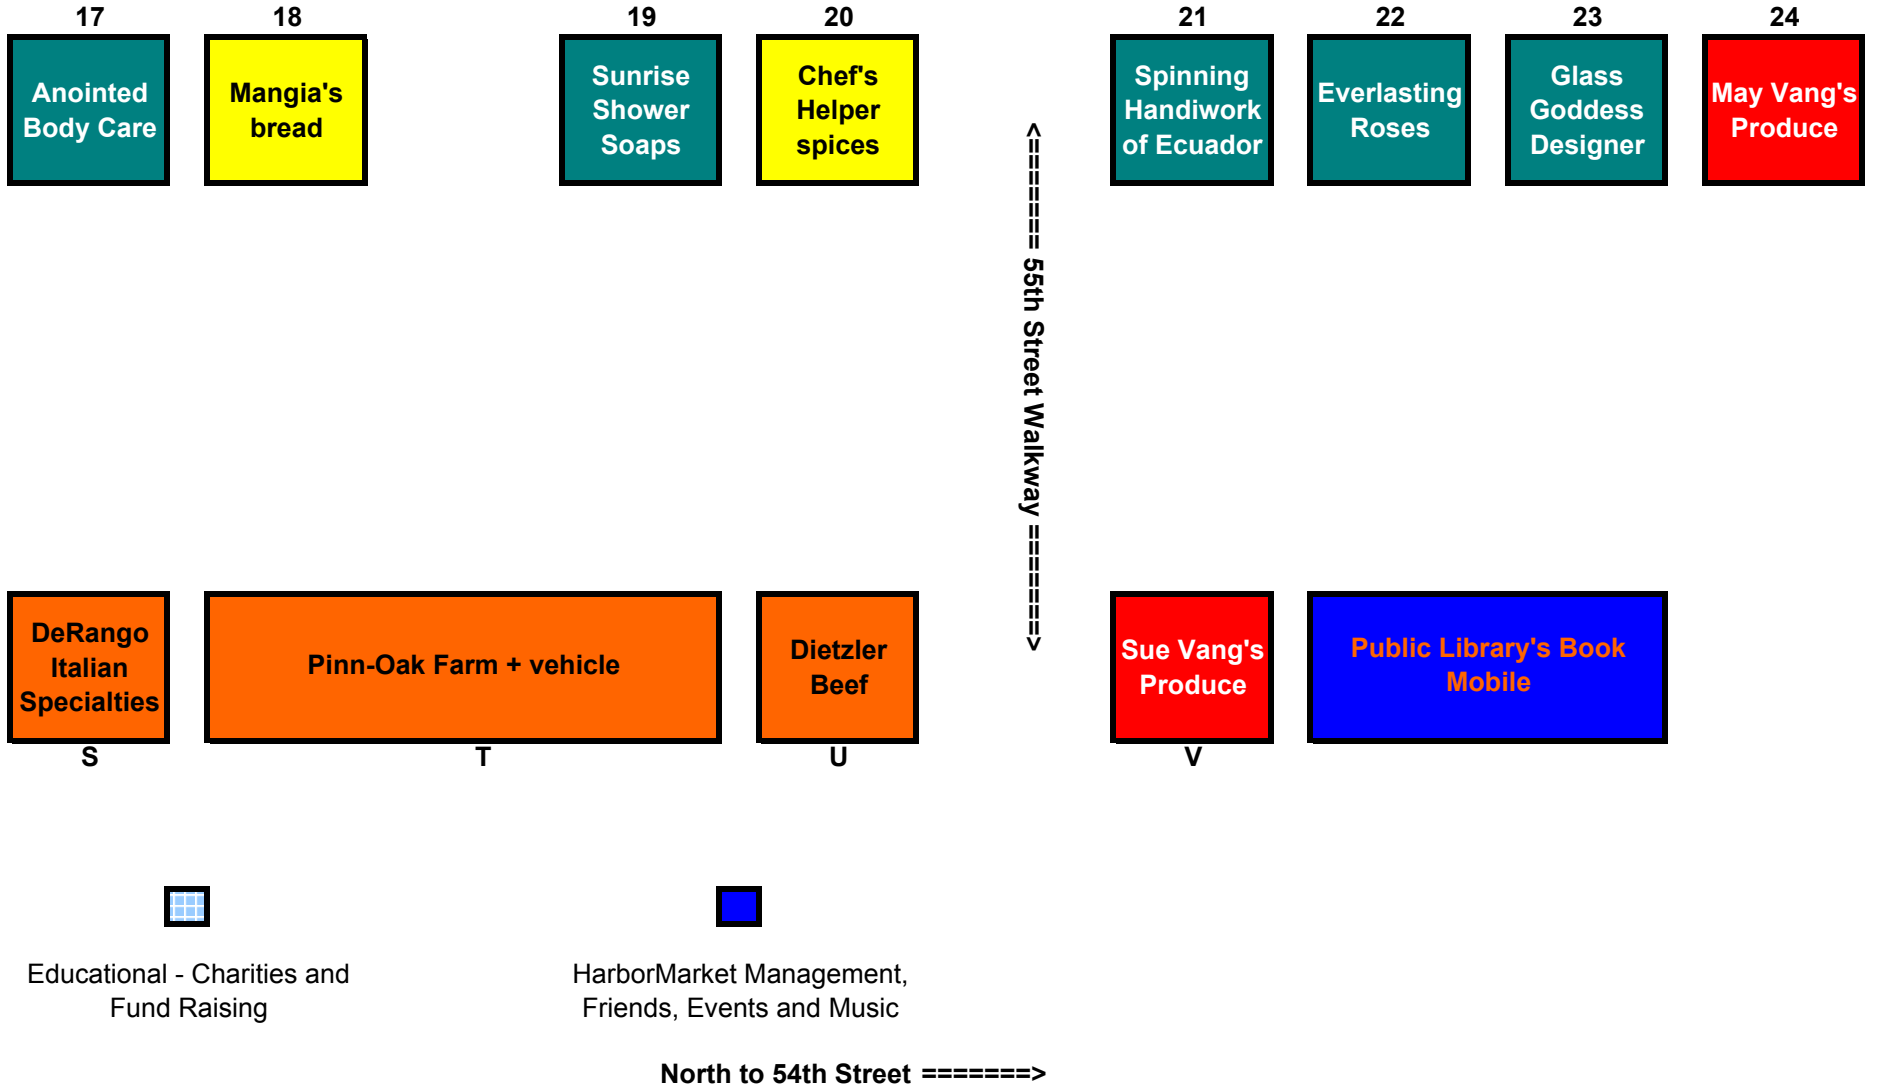 17 18 19 20 21 22 23 24
Anointed
Body Care
Mangia's
bread
Sunrise
Shower
Soaps
Chef's
Helper
spices
Spinning
Handiwork
of Ecuador
Everlasting
Roses
Glass
Goddess
Designer
May Vang's
Produce
<======= 55th Street Walkway =======>
DeRango
Italian
Specialties
Pinn-Oak Farm + vehicle
Dietzler
Beef
Sue Vang's
Produce
Public Library's Book
Mobile
S T U V
Educational - Charities and
Fund Raising
HarborMarket Management,
Friends, Events and Music
North to 54th Street =======>